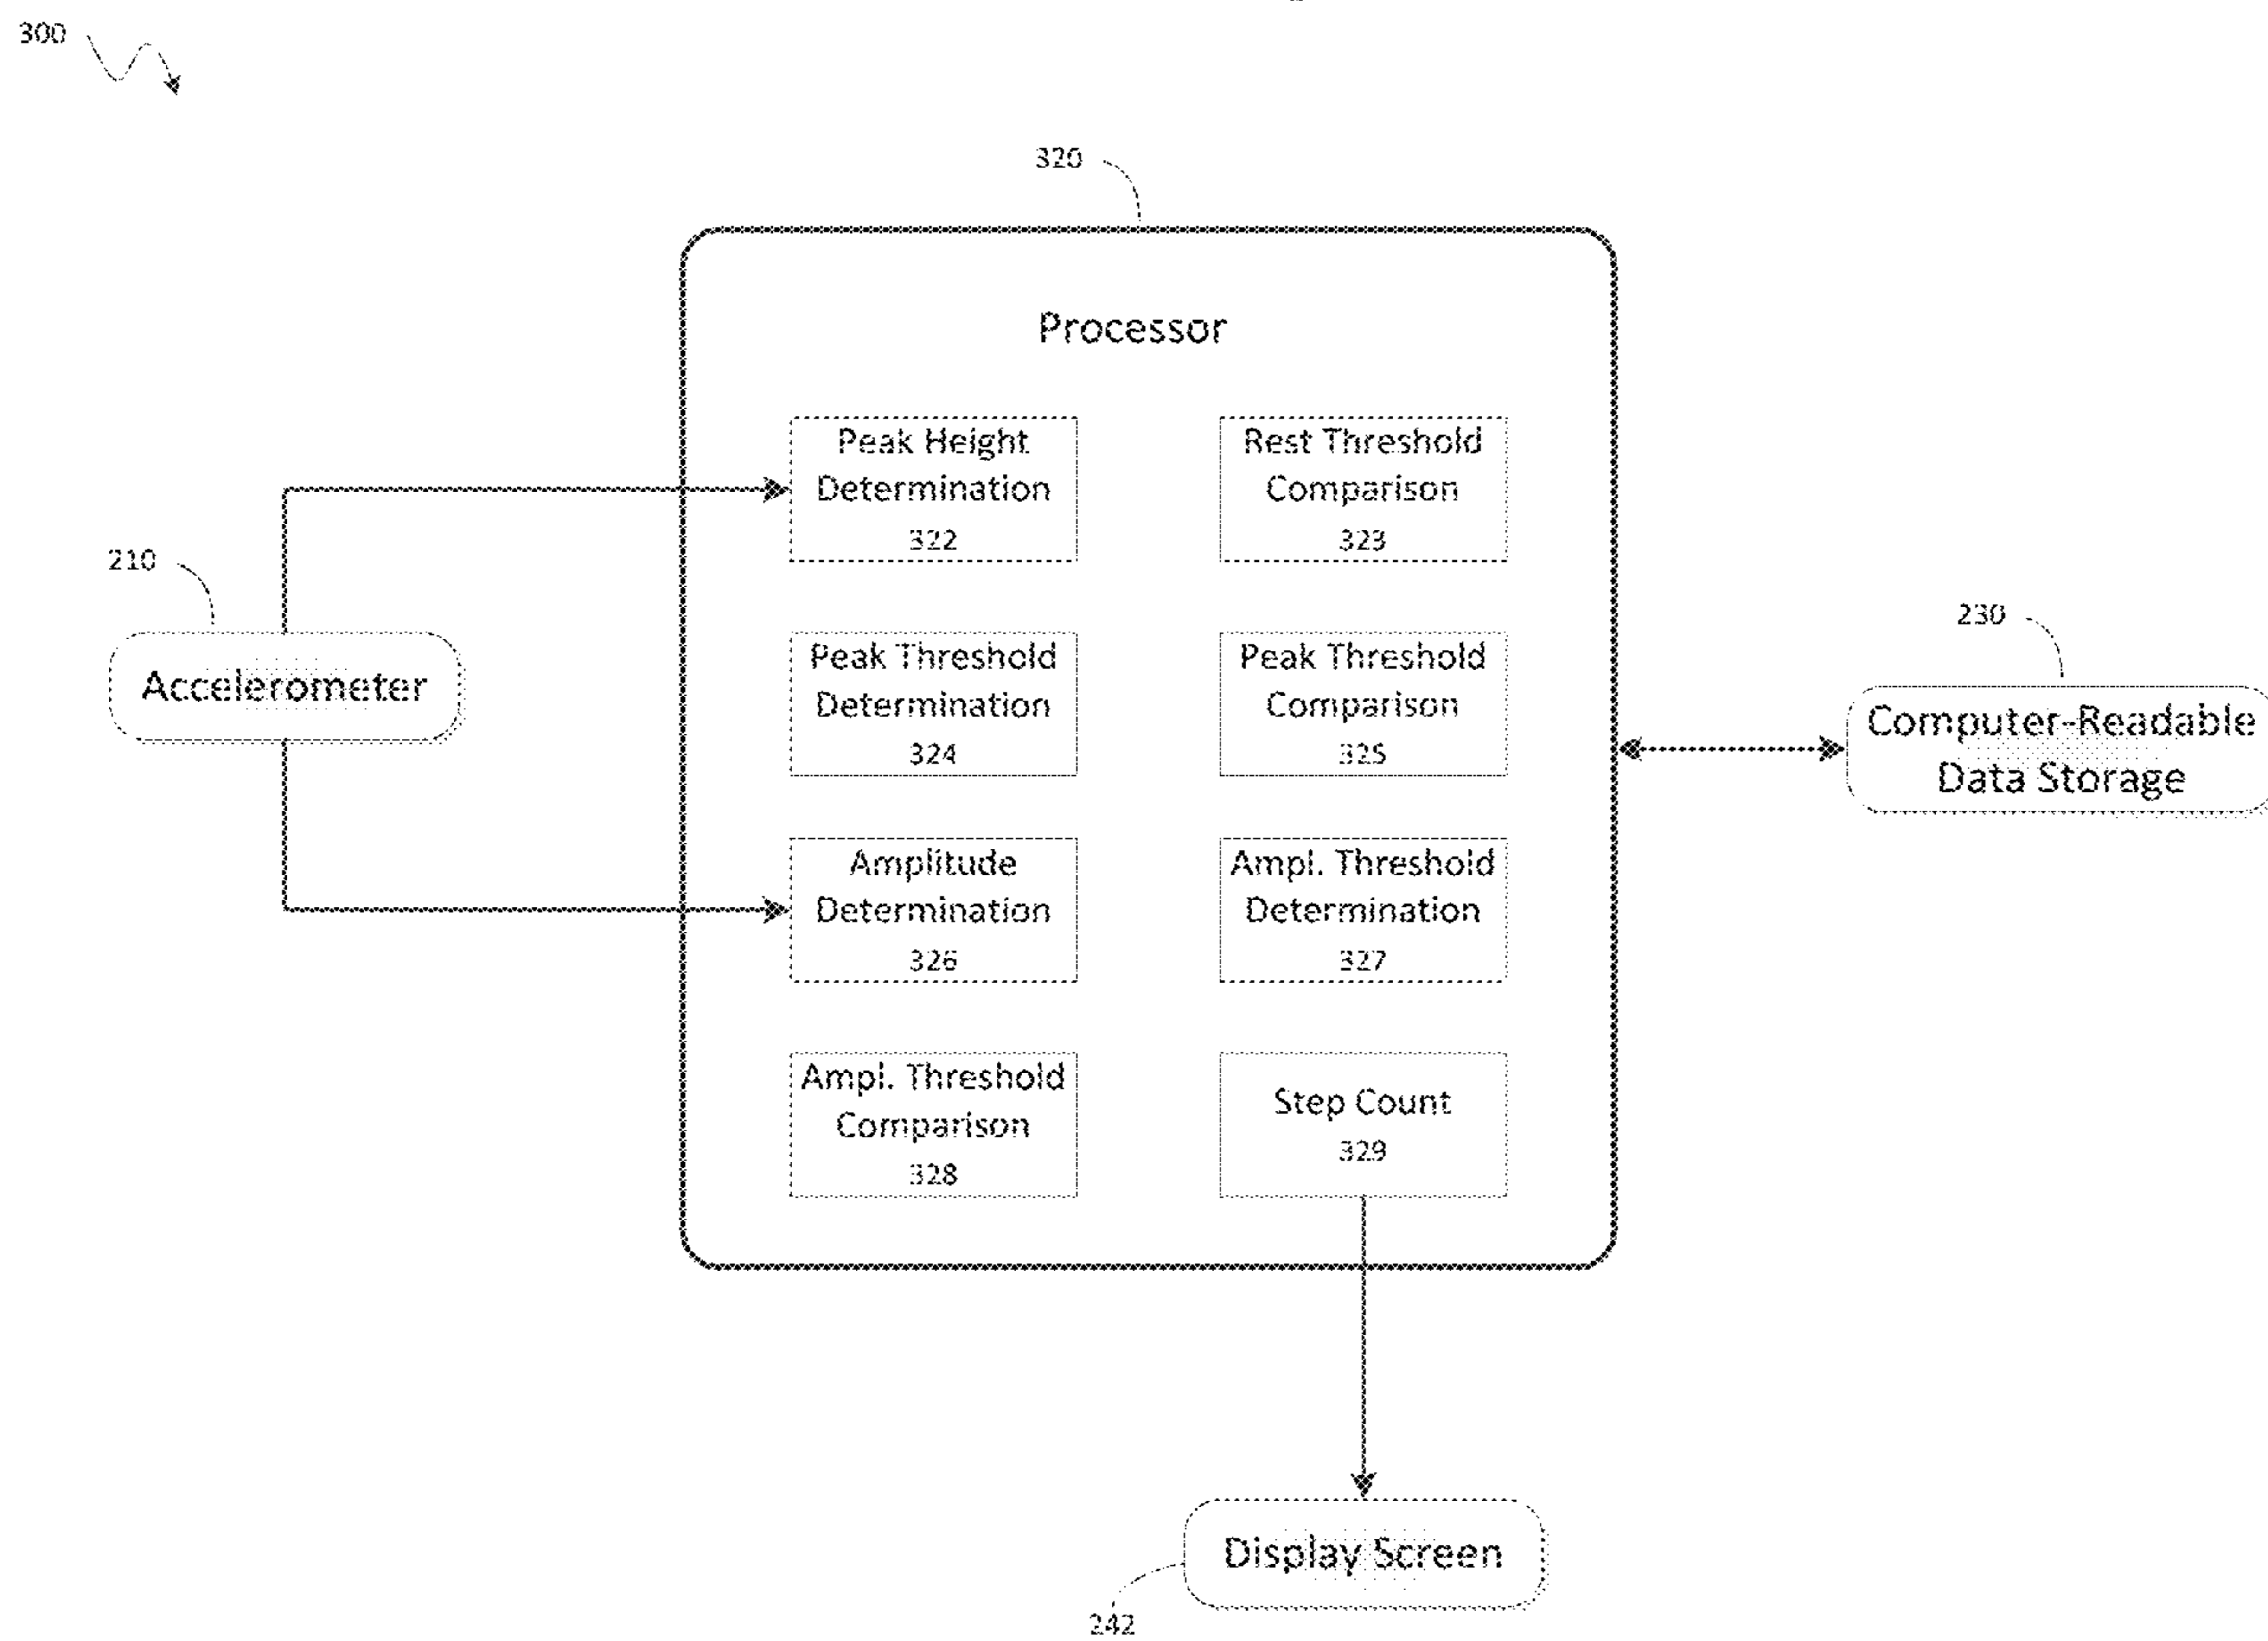 300
320
Processor
Peak Height
Determination
322
Rest Threshold
Comparison
323
210
Accelerometer
Peak Threshold
Determination
324
Peak Threshold
Comparison
325
230
Computer-Readable
Data Storage
Amplitude
Determination
326
Ampl. Threshold
Determination
327
Ampl. Threshold
Comparison
328
Step Count
329
Display Screen
242